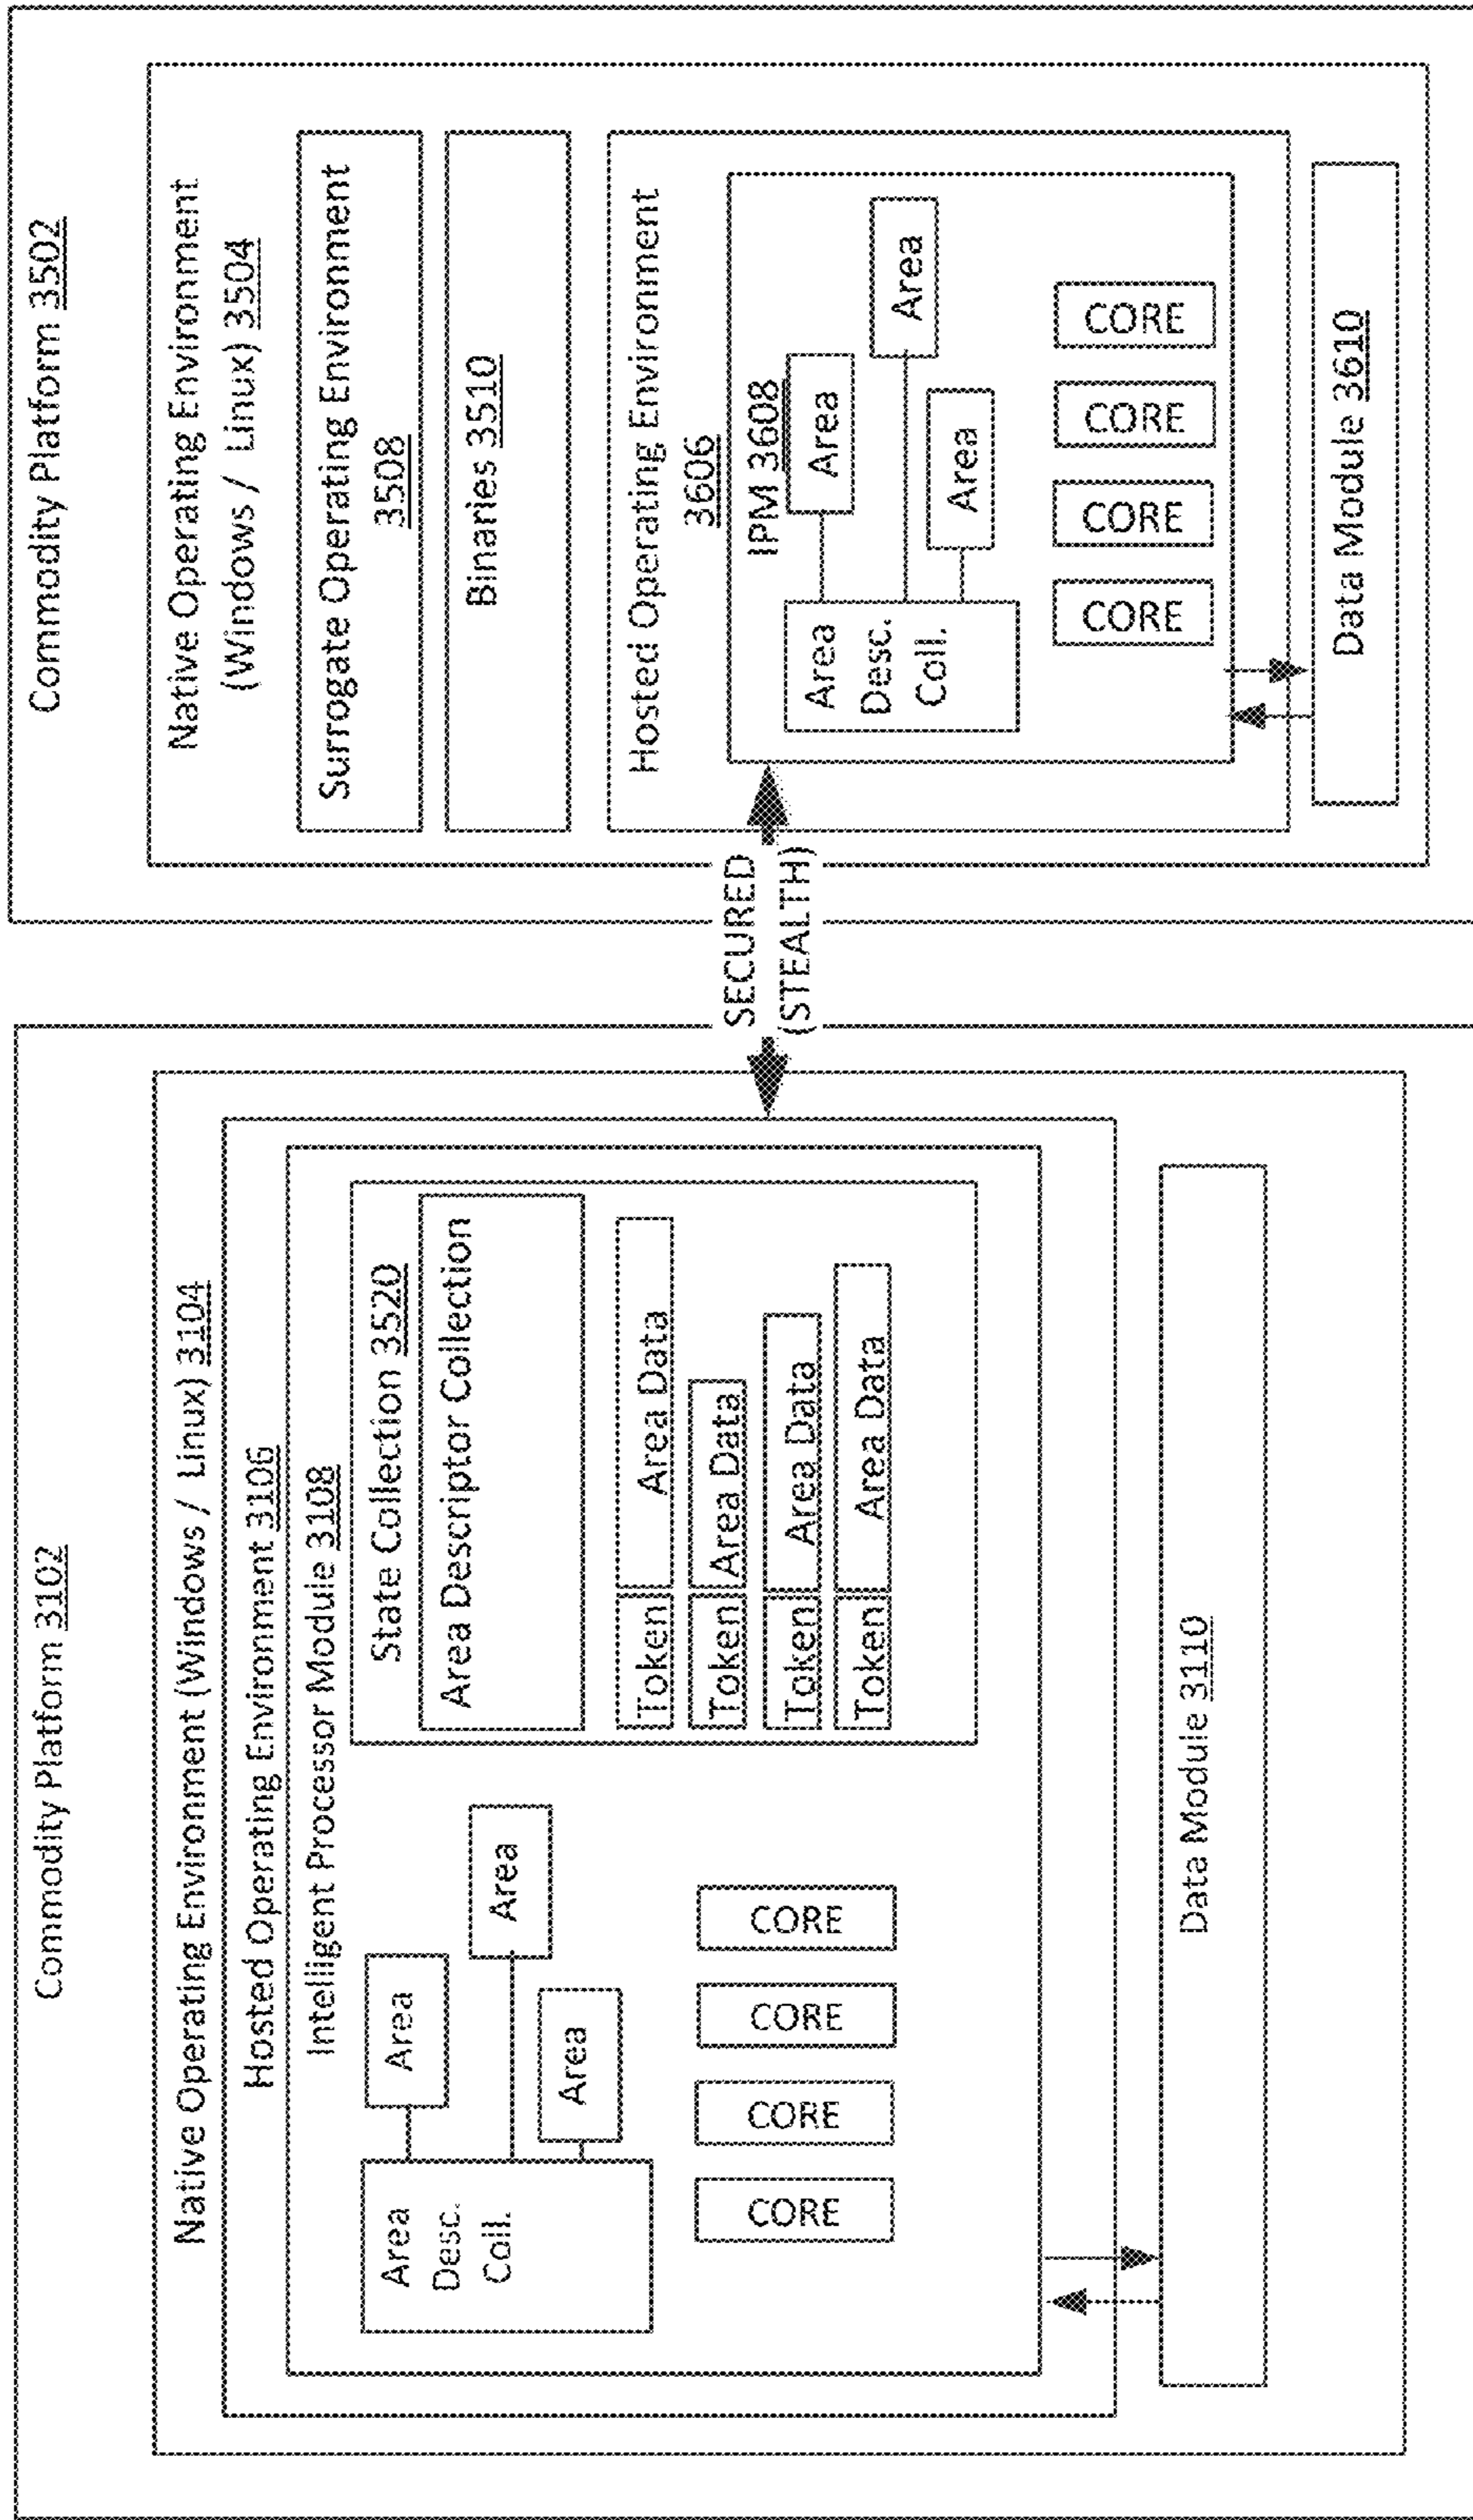 Commodity Platform 3102
Native Operating Environment (Windows / Linux) 3104
Hosted Operating Environment 3106
Intelligent Processor Module 3108
Area
Desc.
Coll.
Area
Area
Area
CORE
CORE
CORE
CORE
State Collection 3520
Area Descriptor Collection
Token
Area Data
Token
Area Data
Token
Area Data
Token
Area Data
Data Module 3110
SECURED
(STEALTH)
Commodity Platform 3502
Native Operating Environment
(Windows / Linux) 3504
Surrogate Operating Environment
3508
Binaries 3510
Hosted Operating Environment
3606
IPM 3608
Area
Desc.
Coll.
Area
Area
Area
CORE
CORE
CORE
CORE
Data Module 3610